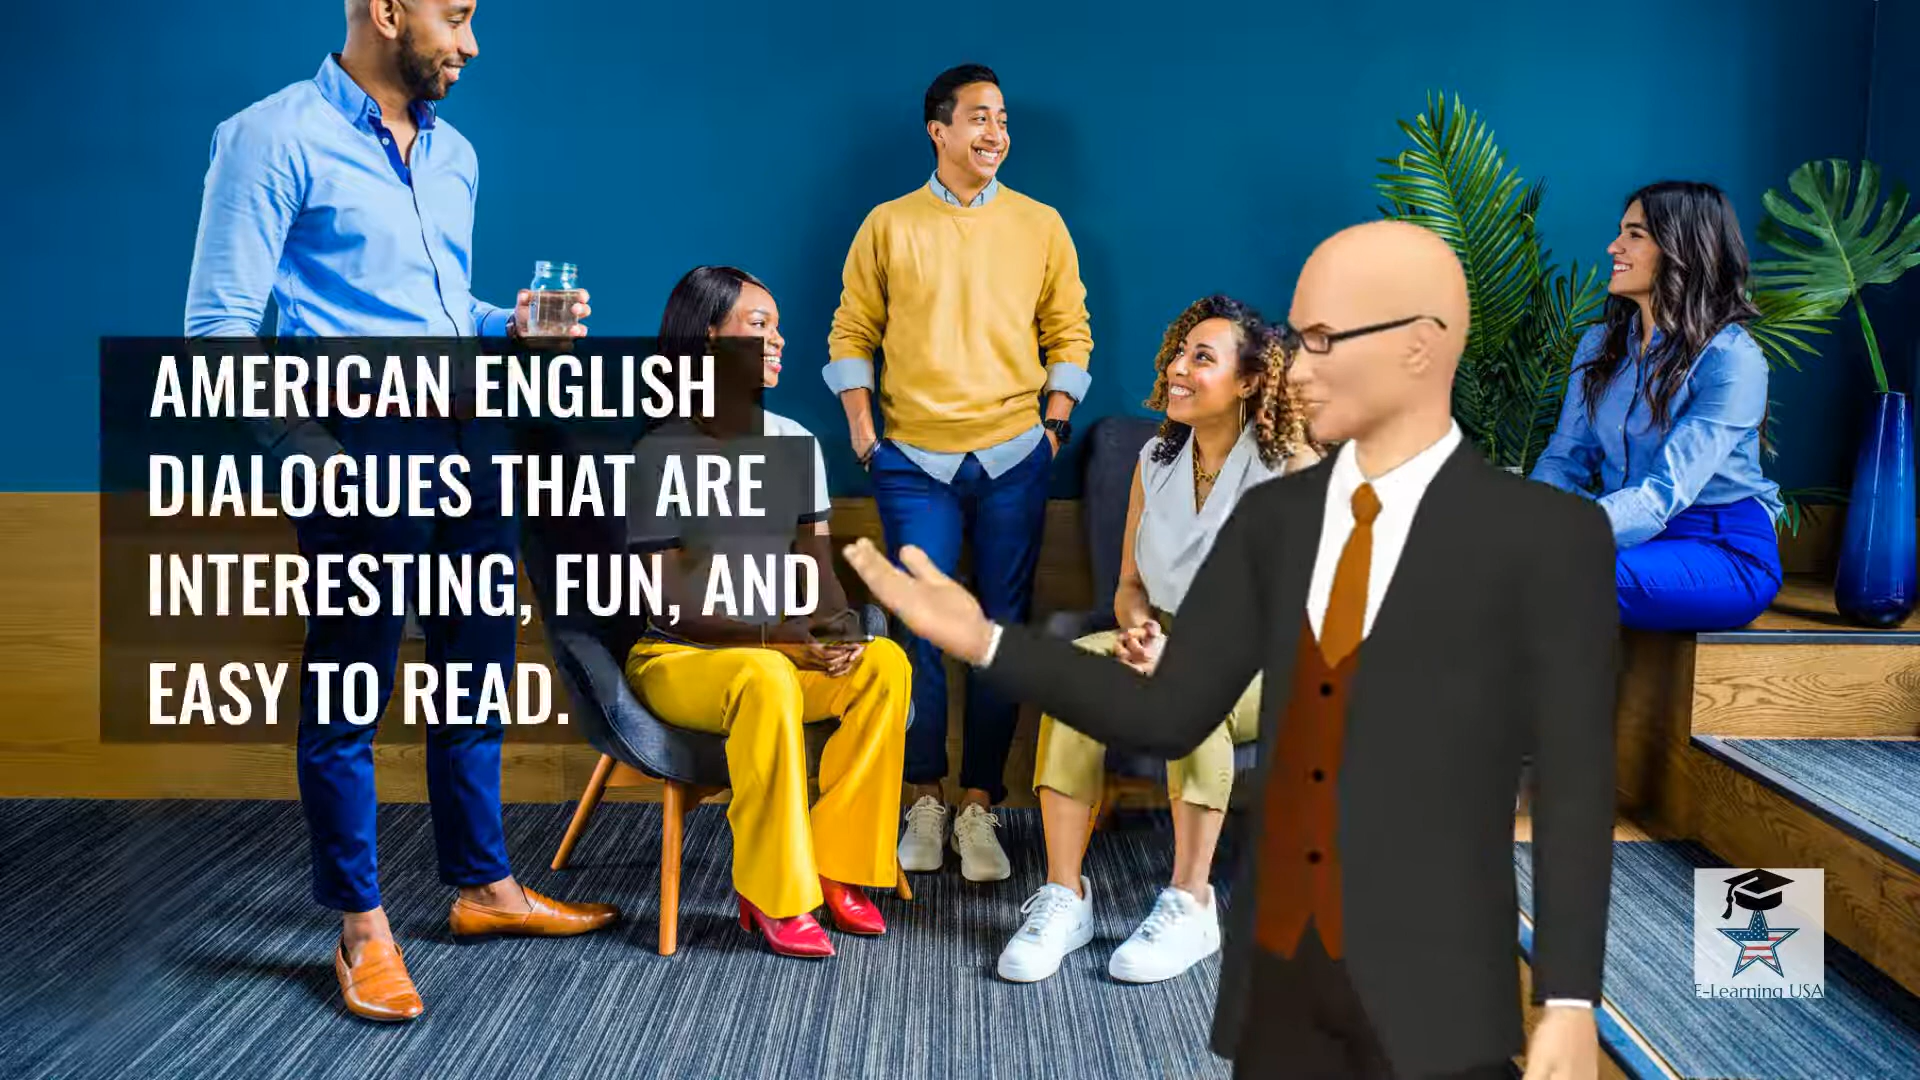 AMERICAN ENGLISH
DIALOGUES THAT ARE
INTERESTING, FUN, AND
EASY TO READ.
E-Learning USA